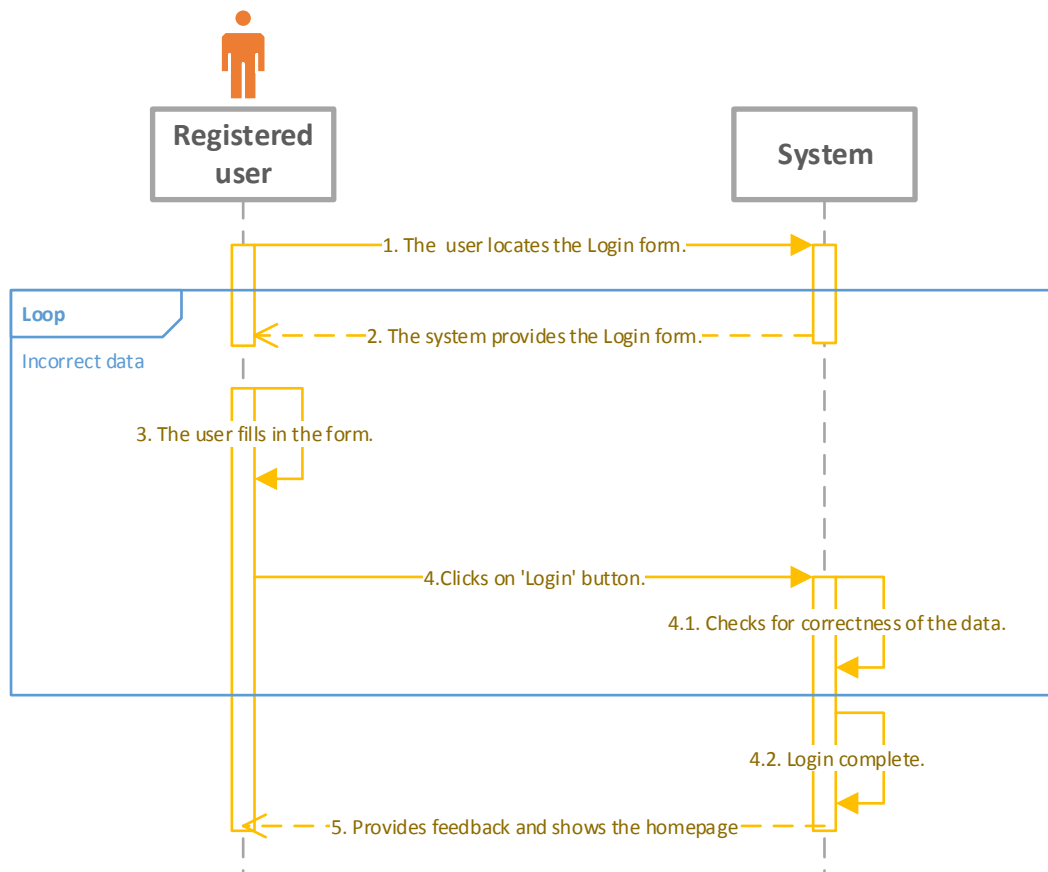 Registered
user
System
1. The  user locates the Login form.
Loop
2. The system provides the Login form.
Incorrect data
3. The user fills in the form.
4.Clicks on 'Login' button.
4.1. Checks for correctness of the data.
4.2. Login complete.
5. Provides feedback and shows the homepage